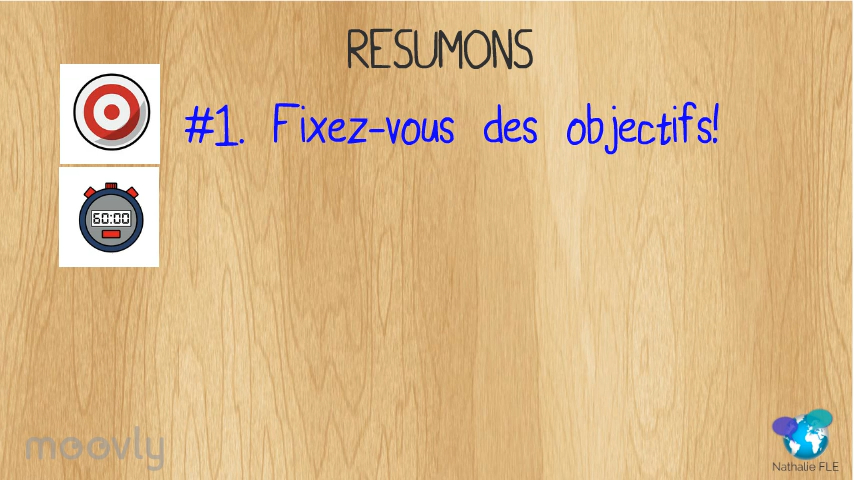 RESUMONS
#1. Fixez-vous des objectifs!
60:00
moovly
Nathalie FLE